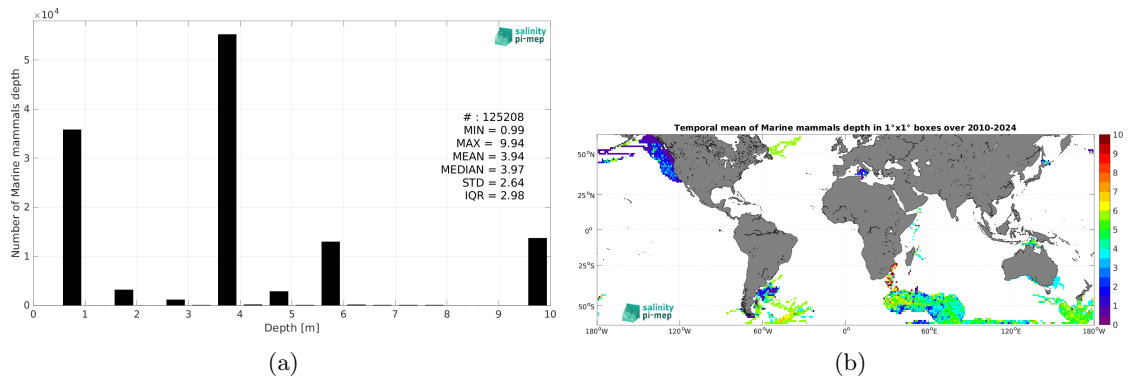 ×10⁴
salinity
pi-mep
5
4
3
2
1
0
Number of Marine mammals depth
# : 125208
MIN = 0.99
MAX = 9.94
MEAN = 3.94
MEDIAN = 3.97
STD = 2.64
IQR = 2.98
0 1 2 3 4 5 6 7 8 9 10
Depth [m]
(a)
Temporal mean of Marine mammals depth in 1°x1° boxes over 2010-2024
50°N
25°N
0°
25°S
50°S
180°W 120°W 60°W 0° 60°E 120°E 180°E
salinity
pi-mep
10
9
8
7
6
5
4
3
2
1
0
(b)